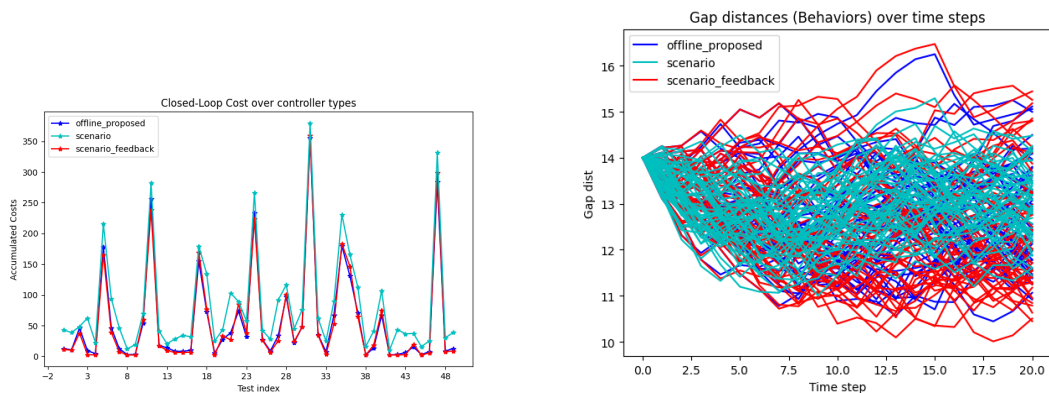 Closed-Loop Cost over controller types
offline_proposed
scenario
scenario_feedback
Accumulated Costs
350
300
250
200
150
100
50
0
−2 3 8 13 18 23 28 33 38 43 48
Test index
Gap distances (Behaviors) over time steps
offline_proposed
scenario
scenario_feedback
Gap dist
16
15
14
13
12
11
10
0.0 2.5 5.0 7.5 10.0 12.5 15.0 17.5 20.0
Time step